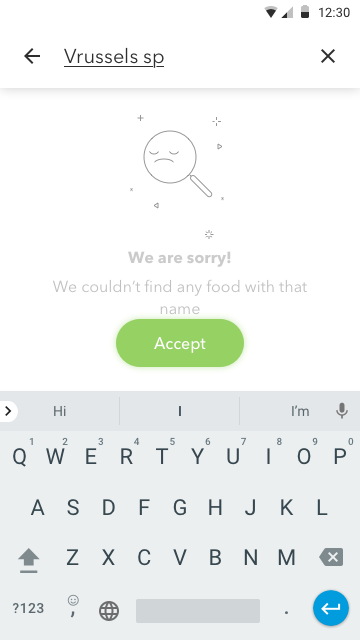 12:30
Vrussels sp
We are sorry!
We couldn't find any food with that
name
Accept
Hi I I'm
1 2 3 4 5 6 7 8 9 0
Q W E R T Y U I O P
A S D F G H J K L
Z X C V B N M
?123 , .